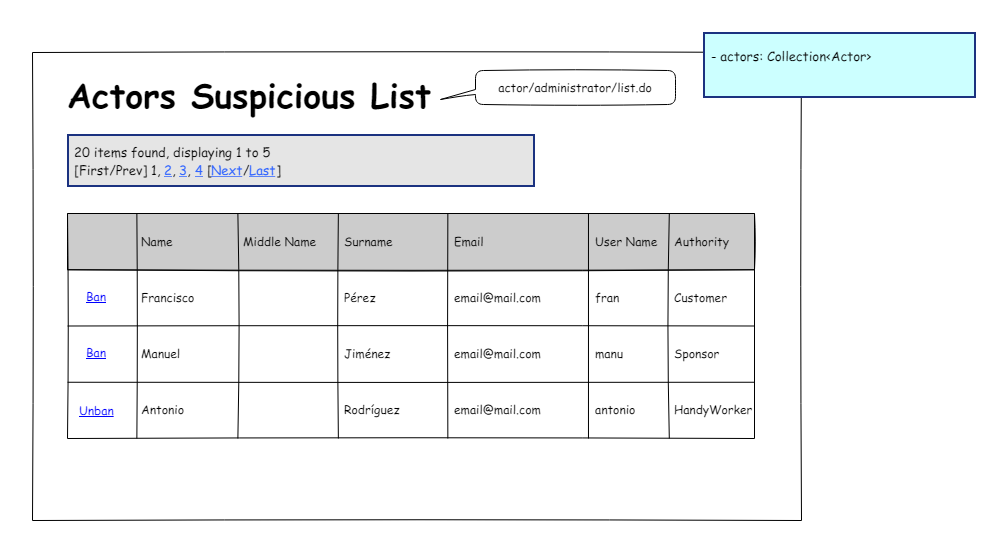 - actors: Collection<Actor>
Actors Suspicious List
actor/administrator/list.do
20 items found, displaying 1 to 5
[First/Prev] 1, 2, 3, 4 [Next/Last]
Name Middle Name Surname Email User Name Authority
Ban Francisco Pérez email@mail.com fran Customer
Ban Manuel Jiménez email@mail.com manu Sponsor
Unban Antonio Rodríguez email@mail.com antonio HandyWorker